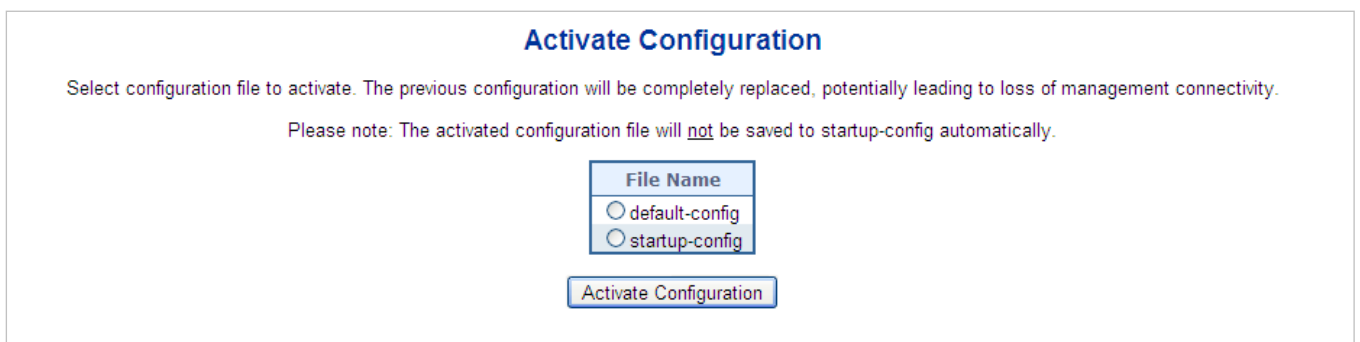 Activate Configuration
Select configuration file to activate. The previous configuration will be completely replaced, potentially leading to loss of management connectivity.
Please note: The activated configuration file will not be saved to startup-config automatically.
File Name
default-config
startup-config
Activate Configuration